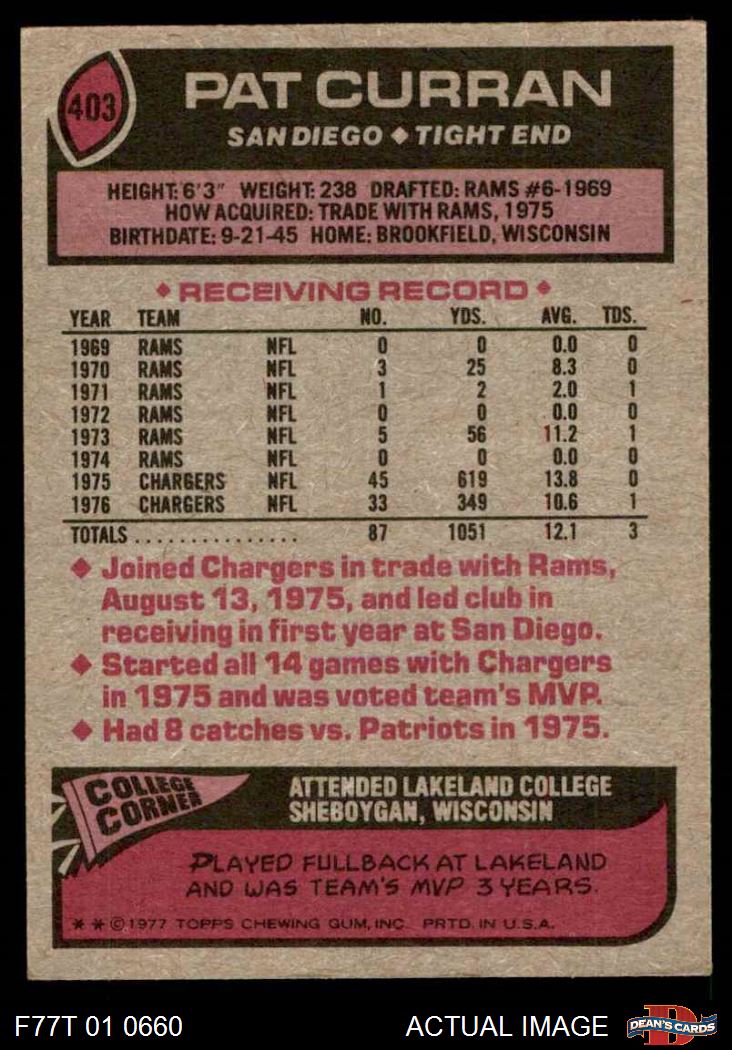 403
PAT CURRAN
SAN DIEGO ◆ TIGHT END
HEIGHT: 6'3" WEIGHT: 238 DRAFTED: RAMS #6-1969
HOW ACQUIRED: TRADE WITH RAMS, 1975
BIRTHDATE: 9-21-45 HOME: BROOKFIELD, WISCONSIN
◆ RECEIVING RECORD ◆
YEAR TEAM NO. YDS. AVG. TDS.
1969 RAMS NFL 0 0 0.0 0
1970 RAMS NFL 3 25 8.3 0
1971 RAMS NFL 1 2 2.0 1
1972 RAMS NFL 0 0 0.0 0
1973 RAMS NFL 5 56 11.2 1
1974 RAMS NFL 0 0 0.0 0
1975 CHARGERS NFL 45 619 13.8 0
1976 CHARGERS NFL 33 349 10.6 1
TOTALS............... 87 1051 12.1 3
◆ Joined Chargers in trade with Rams,
August 13, 1975, and led club in
receiving in first year at San Diego.
◆ Started all 14 games with Chargers
in 1975 and was voted team's MVP.
◆ Had 8 catches vs. Patriots in 1975.
COLLEGE
CORNER
ATTENDED LAKELAND COLLEGE
SHEBOYGAN, WISCONSIN
PLAYED FULLBACK AT LAKELAND
AND WAS TEAM'S MVP 3 YEARS.
* * © 1977 TOPPS CHEWING GUM, INC. PRTD. IN U.S.A.
F77T 01 0660 ACTUAL IMAGE
D
DEAN'S CARDS